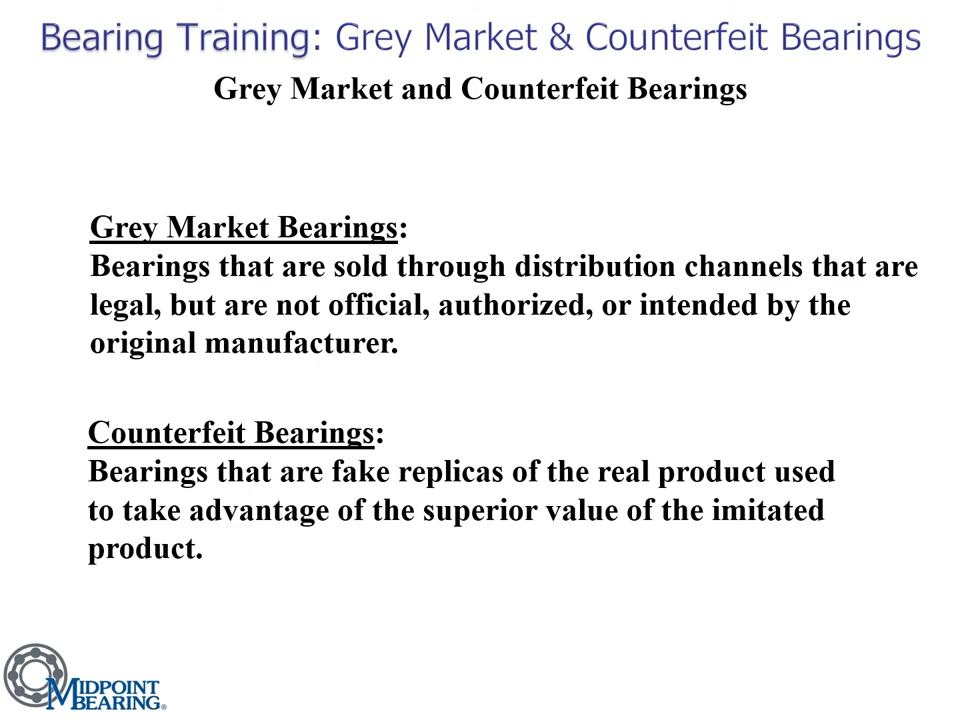 Bearing Training: Grey Market & Counterfeit Bearings
Grey Market and Counterfeit Bearings
Grey Market Bearings:
Bearings that are sold through distribution channels that are
legal, but are not official, authorized, or intended by the
original manufacturer.
Counterfeit Bearings:
Bearings that are fake replicas of the real product used
to take advantage of the superior value of the imitated
product.
MIDPOINT
BEARING®